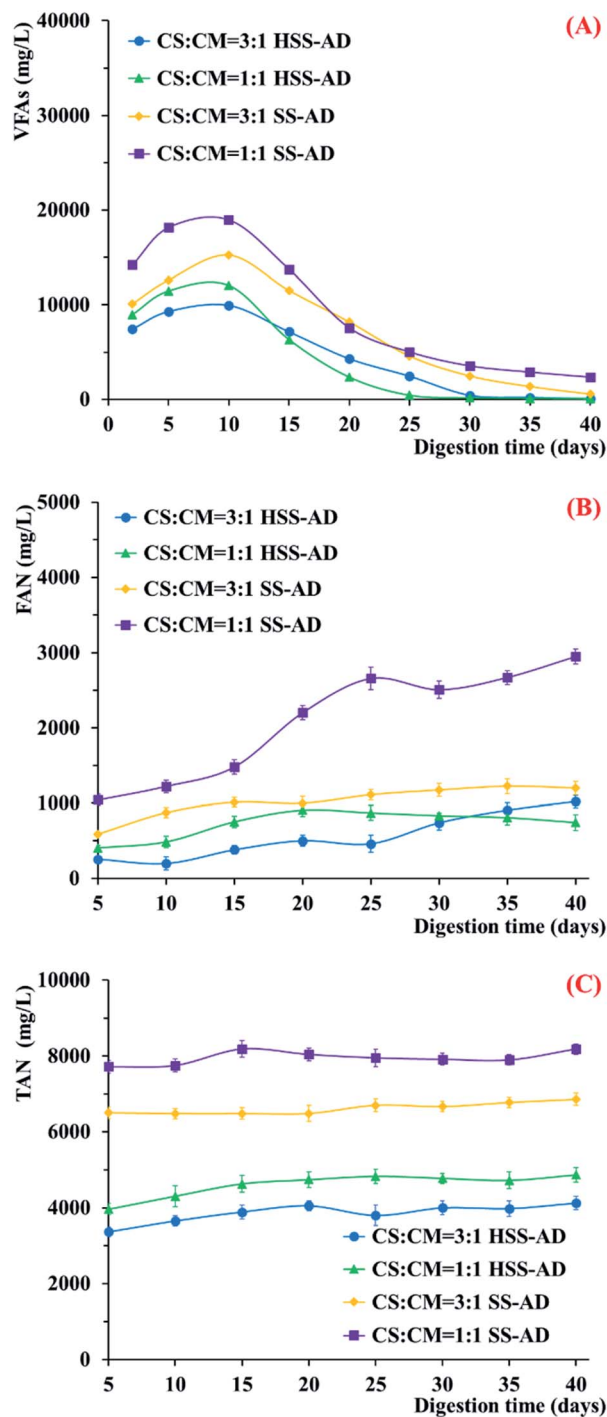 (A)
VFAs (mg/L)
40000
30000
20000
10000
0
CS:CM=3:1 HSS-AD
CS:CM=1:1 HSS-AD
CS:CM=3:1 SS-AD
CS:CM=1:1 SS-AD
0 5 10 15 20 25 30 35 40
Digestion time (days)
(B)
FAN (mg/L)
5000
4000
3000
2000
1000
0
CS:CM=3:1 HSS-AD
CS:CM=1:1 HSS-AD
CS:CM=3:1 SS-AD
CS:CM=1:1 SS-AD
5 10 15 20 25 30 35 40
Digestion time (days)
(C)
TAN (mg/L)
10000
8000
6000
4000
2000
0
CS:CM=3:1 HSS-AD
CS:CM=1:1 HSS-AD
CS:CM=3:1 SS-AD
CS:CM=1:1 SS-AD
5 10 15 20 25 30 35 40
Digestion time (days)